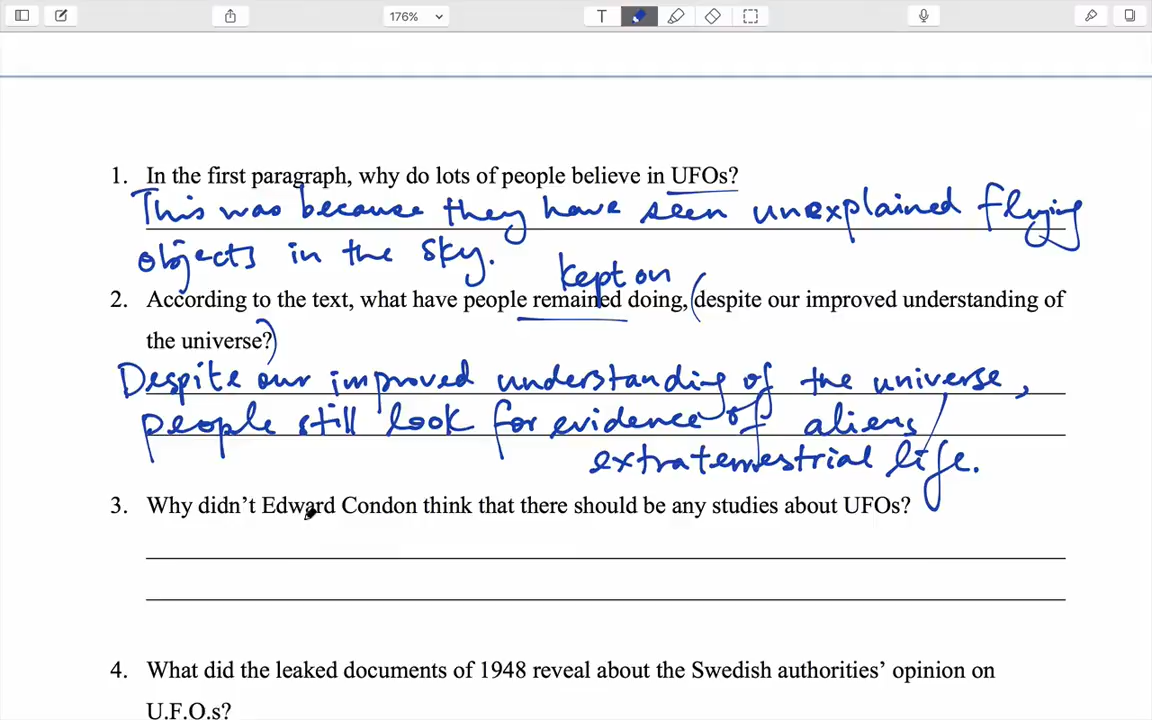 176%
T
1. In the first paragraph, why do lots of people believe in UFOs?
This was because they have seen unexplained flying
objects in the sky.
kept on
2. According to the text, what have people remained doing, (despite our improved understanding of
the universe?)
Despite our improved understanding of the universe,
people still look for evidence of aliens/
extraterrestrial life.
3. Why didn't Edward Condon think that there should be any studies about UFOs?
4. What did the leaked documents of 1948 reveal about the Swedish authorities' opinion on
U.F.O.s?